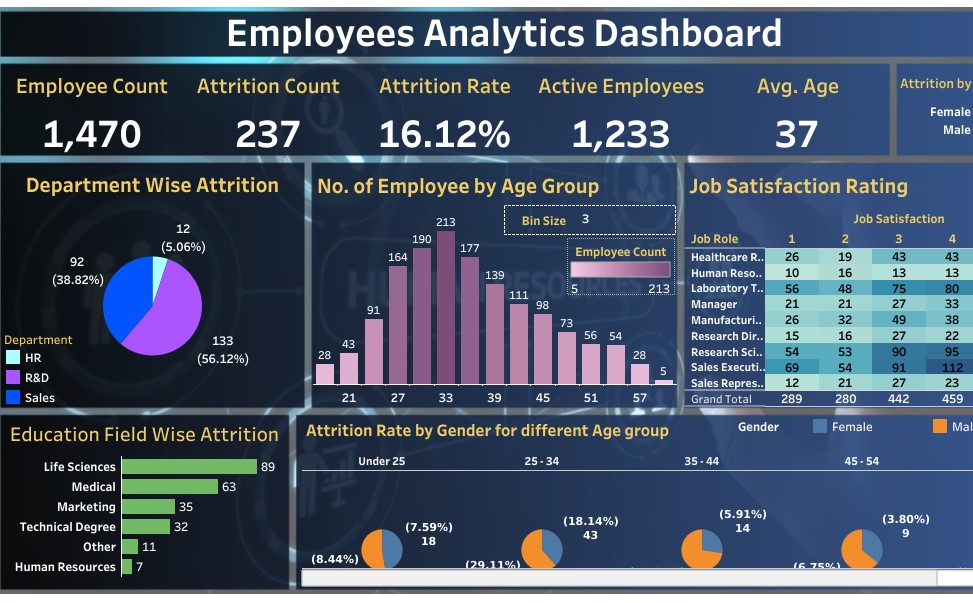 Employees Analytics Dashboard
Employee Count
1,470
Attrition Count
237
Attrition Rate
16.12%
Active Employees
1,233
Avg. Age
37
Attrition by
Female
Male
Department Wise Attrition
12
(5.06%)
92
(38.82%)
133
(56.12%)
Department
HR
R&D
Sales
No. of Employee by Age Group
Bin Size 3
Employee Count
5 213
28
43
91
164
190
213
177
139
111
98
73
56
54
28
5
21 27 33 39 45 51 57
Job Satisfaction Rating
Job Satisfaction
Job Role 1 2 3 4
Healthcare R.. 26 19 43 43
Human Reso.. 10 16 13 13
Laboratory T.. 56 48 75 80
Manager 21 21 27 33
Manufacturi.. 26 32 49 38
Research Dir.. 15 16 27 22
Research Sci.. 54 53 90 95
Sales Executi.. 69 54 91 112
Sales Repres.. 12 21 27 23
Grand Total 289 280 442 459
Education Field Wise Attrition
Life Sciences 89
Medical 63
Marketing 35
Technical Degree 32
Other 11
Human Resources 7
Attrition Rate by Gender for different Age group
Gender Female Mal
Under 25 25 - 34 35 - 44 45 - 54
(7.59%)
18
(8.44%)
(18.14%)
43
(29.11%)
(5.91%)
14
(3.80%)
9
(6.75%)